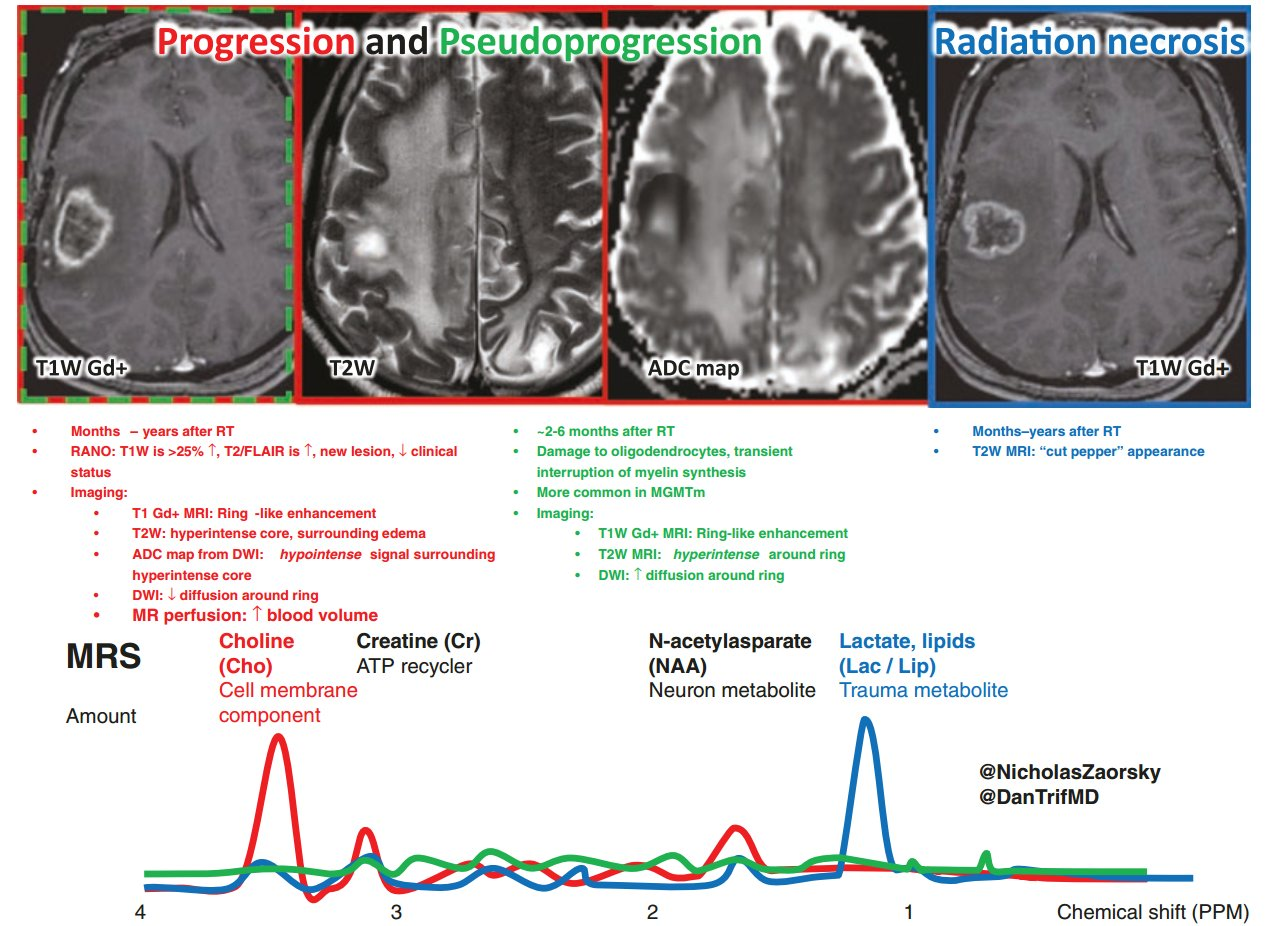 Progression and Pseudoprogression
Radiation necrosis
T1W Gd+
T2W
ADC map
T1W Gd+
• Months – years after RT
• RANO: T1W is >25% ↑, T2/FLAIR is ↑, new lesion, ↓ clinical
status
• Imaging:
• T1 Gd+ MRI: Ring -like enhancement
• T2W: hyperintense core, surrounding edema
• ADC map from DWI: hypointense signal surrounding
hyperintense core
• DWI: ↓ diffusion around ring
• MR perfusion: ↑ blood volume
• ~2-6 months after RT
• Damage to oligodendrocytes, transient
interruption of myelin synthesis
• More common in MGMTm
• Imaging:
• T1W Gd+ MRI: Ring-like enhancement
• T2W MRI: hyperintense around ring
• DWI: ↑ diffusion around ring
• Months–years after RT
• T2W MRI: “cut pepper” appearance
MRS
Amount
Choline
(Cho)
Cell membrane
component
Creatine (Cr)
ATP recycler
N-acetylasparate
(NAA)
Neuron metabolite
Lactate, lipids
(Lac / Lip)
Trauma metabolite
@NicholasZaorsky
@DanTrifMD
4 3 2 1 Chemical shift (PPM)